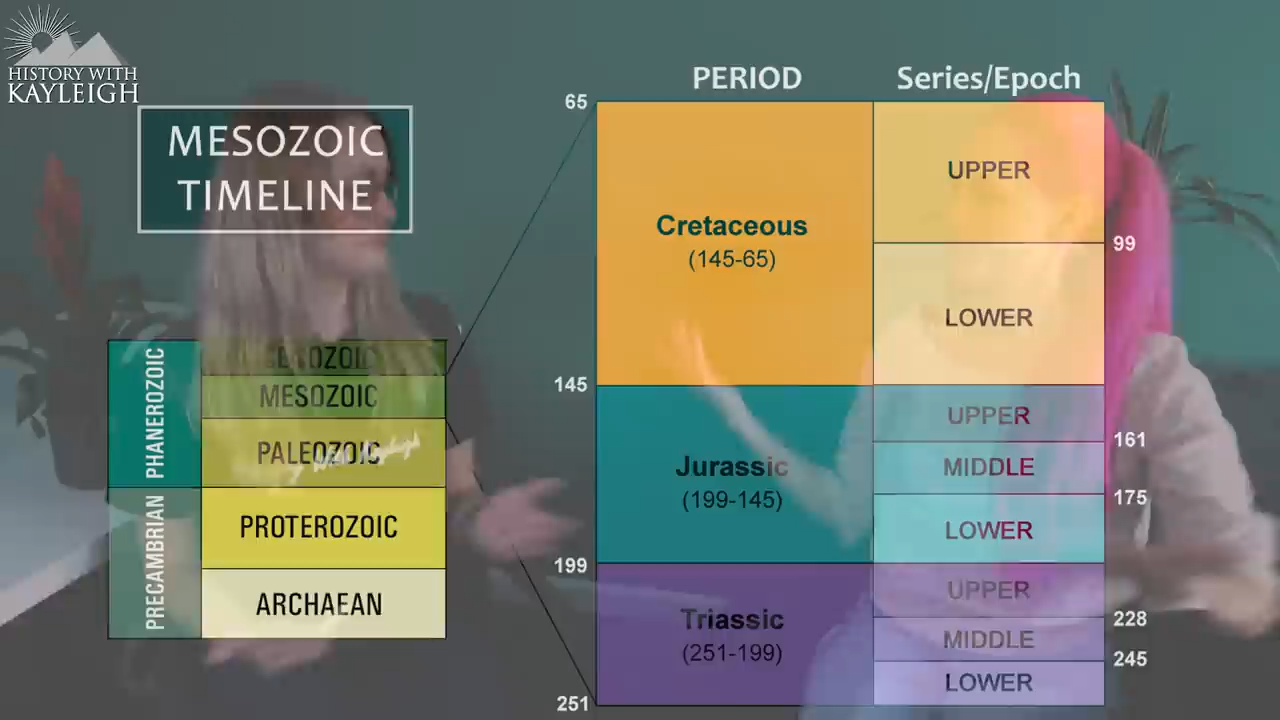 HISTORY WITH
KAYLEIGH
MESOZOIC
TIMELINE
PHANEROZOIC
PRECAMBRIAN
MESOZOIC
PALEOZOIC
PROTEROZOIC
ARCHAEAN
PERIOD
Series/Epoch
65
Cretaceous
(145-65)
UPPER
99
LOWER
145
Jurassic
(199-145)
UPPER
161
MIDDLE
175
LOWER
199
Triassic
(251-199)
UPPER
228
MIDDLE
245
LOWER
251